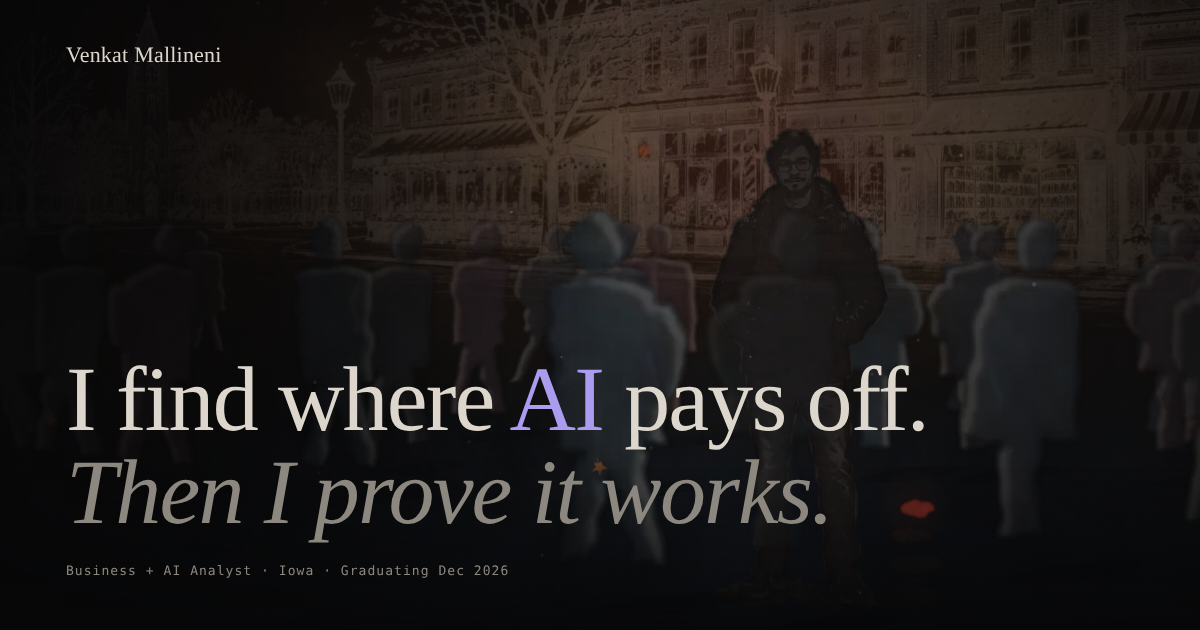 Venkat Mallineni
I find where AI pays off.
Then I prove it works.
Business + AI Analyst · Iowa · Graduating Dec 2026